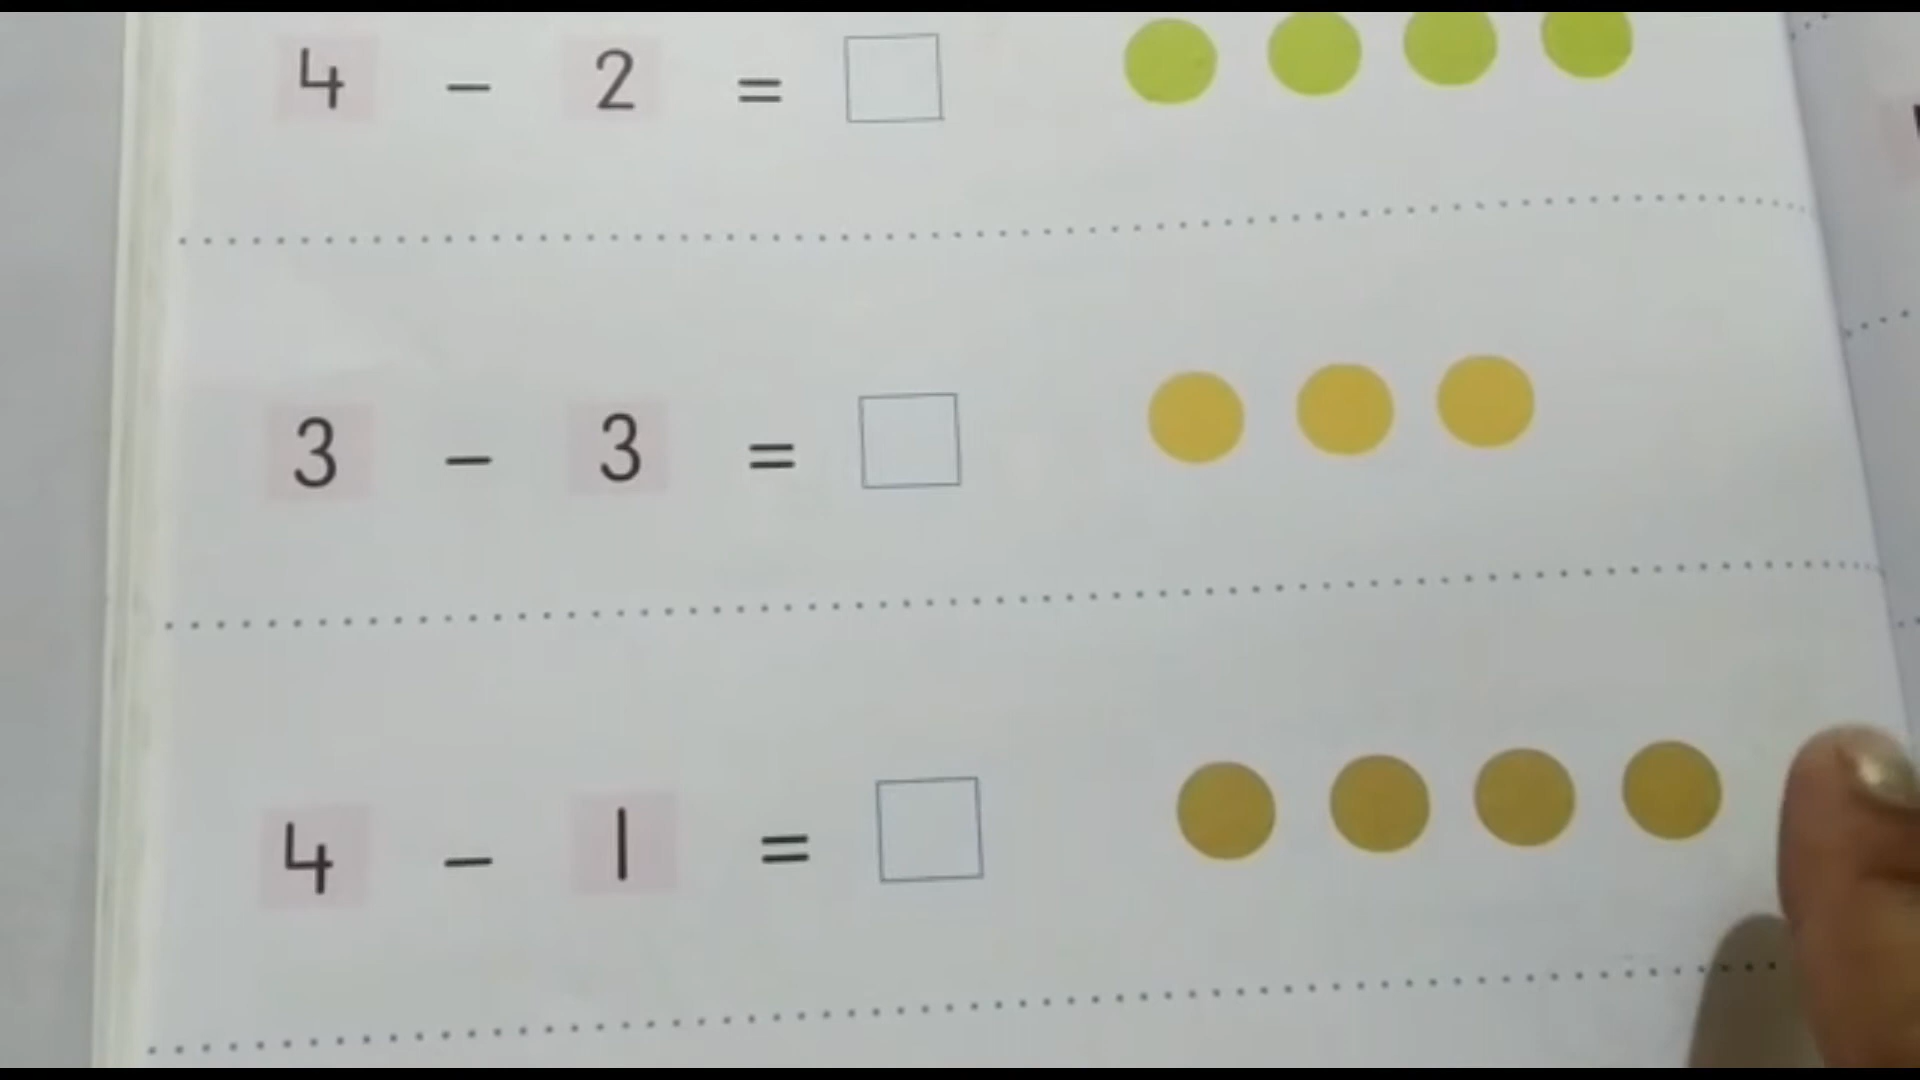 4 - 2 =
3 - 3 =
4 - 1 =